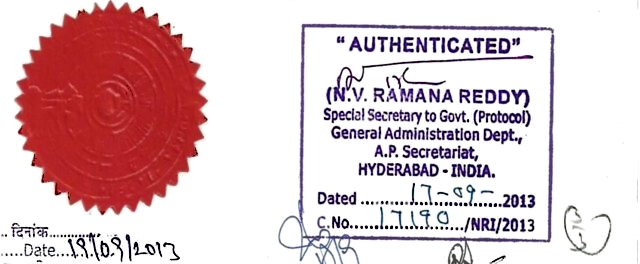 “AUTHENTICATED”
(N.V. RAMANA REDDY)
Special Secretary to Govt. (Protocol)
General Administration Dept.,
A.P. Secretariat,
HYDERABAD - INDIA.
Dated ..........17-09-..........2013
C.No.....17190....../NRI/2013
.. दिनांक..............
.....Date...18/09/2013